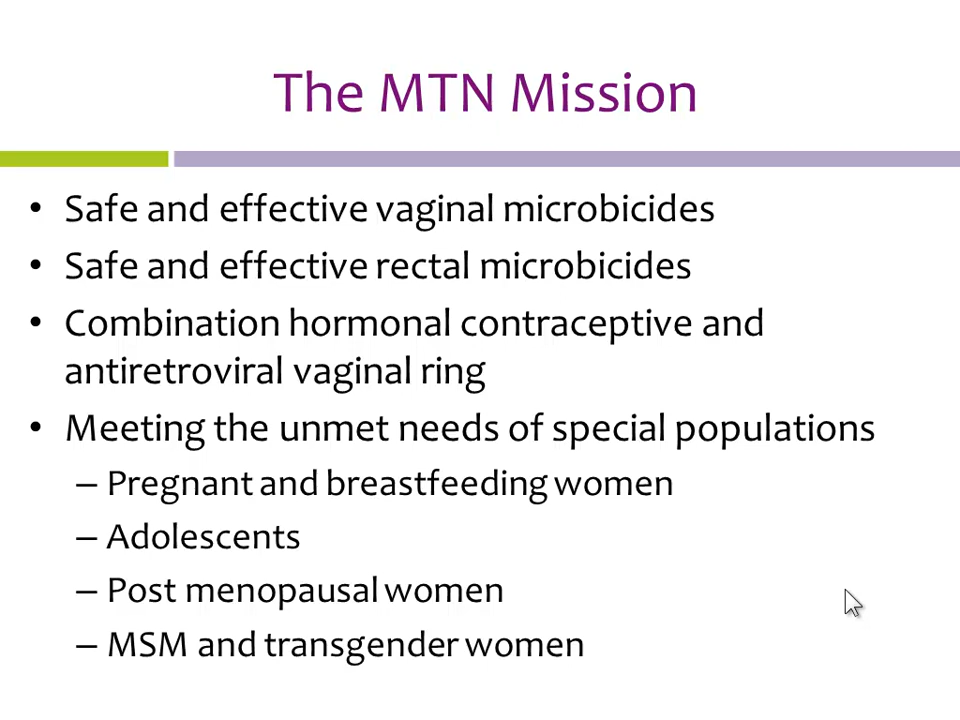 The MTN Mission
• Safe and effective vaginal microbicides
• Safe and effective rectal microbicides
• Combination hormonal contraceptive and
antiretroviral vaginal ring
• Meeting the unmet needs of special populations
– Pregnant and breastfeeding women
– Adolescents
– Post menopausal women
– MSM and transgender women